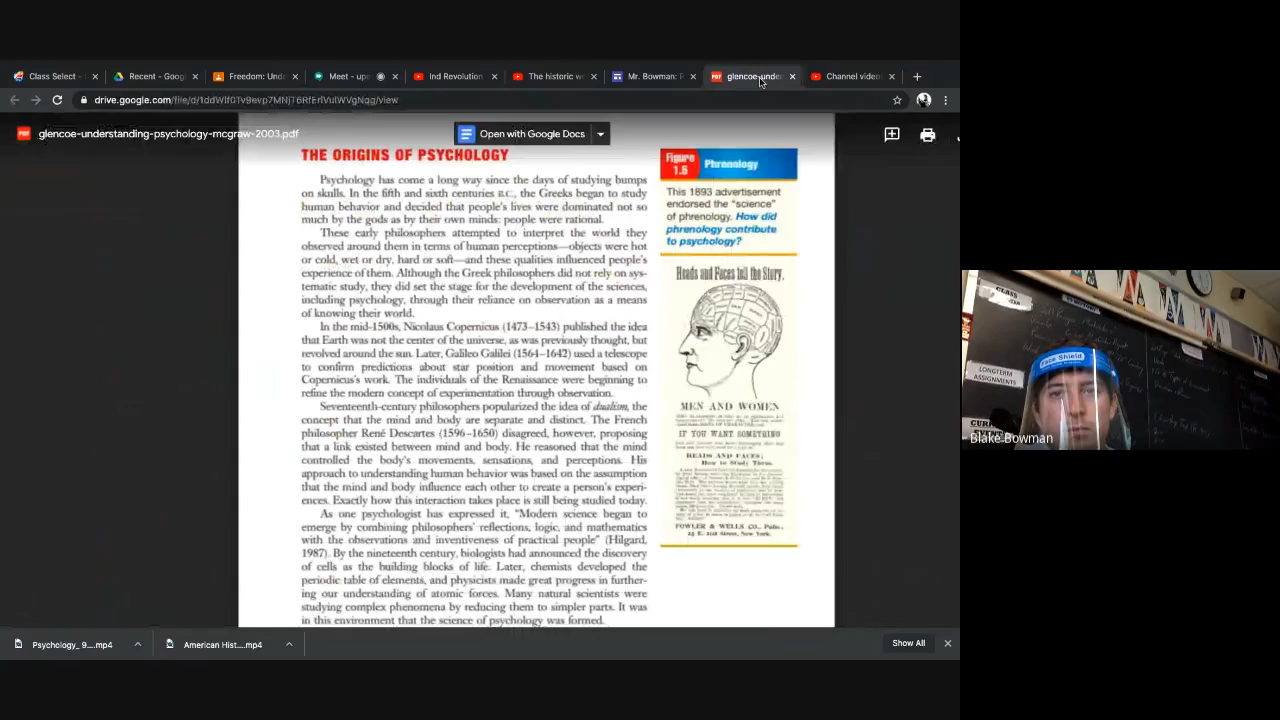 Class Select -
Recent - Googl
Freedom: Und
Meet - upe
Ind Revolution
The historic w
Mr. Bowman: P
glencoe-under
Channel video
drive.google.com
glencoe-understanding-psychology-mcgraw-2003.pdf
Open with Google Docs
THE ORIGINS OF PSYCHOLOGY
Psychology has come a long way since the days of studying bumps
on skulls. In the fifth and sixth centuries B.C., the Greeks began to study
human behavior and decided that people's lives were dominated not so
much by the gods as by their own minds: people were rational.
These early philosophers attempted to interpret the world they
observed around them in terms of human perceptions—objects were hot
or cold, wet or dry, hard or soft—and these qualities influenced people's
experience of them. Although the Greek philosophers did not rely on sys-
tematic study, they did set the stage for the development of the sciences,
including psychology, through their reliance on observation as a means
of knowing their world.
In the mid-1500s, Nicolaus Copernicus (1473–1543) published the idea
that Earth was not the center of the universe, as was previously thought, but
revolved around the sun. Later, Galileo Galilei (1564–1642) used a telescope
to confirm predictions about star position and movement based on
Copernicus's work. The individuals of the Renaissance were beginning to
refine the modern concept of experimentation through observation.
Seventeenth-century philosophers popularized the idea of dualism, the
concept that the mind and body are separate and distinct. The French
philosopher René Descartes (1596–1650) disagreed, however, proposing
that a link existed between mind and body. He reasoned that the mind
controlled the body's movements, sensations, and perceptions. His
approach to understanding human behavior was based on the assumption
that the mind and body influence each other to create a person's experi-
ences. Exactly how this interaction takes place is still being studied today.
As one psychologist has expressed it, "Modern science began to
emerge by combining philosophers' reflections, logic, and mathematics
with the observations and inventiveness of practical people" (Hilgard,
1987). By the nineteenth century, biologists had announced the discovery
of cells as the building blocks of life. Later, chemists developed the
periodic table of elements, and physicists made great progress in further-
ing our understanding of atomic forces. Many natural scientists were
studying complex phenomena by reducing them to simpler parts. It was
in this environment that the science of psychology was formed.
Figure
1.5
Phrenology
This 1893 advertisement
endorsed the "science"
of phrenology. How did
phrenology contribute
to psychology?
Heads and Faces tell the Story.
MEN AND WOMEN
IF YOU WANT SOMETHING
HEADS AND FACES;
How to Study Them.
FOWLER & WELLS CO., Pubs.,
New York.
CLASS
LONGTERM
ASSIGNMENTS
Face Shield
Blake Bowman
Psychology_ 9....mp4
American Hist....mp4
Show All